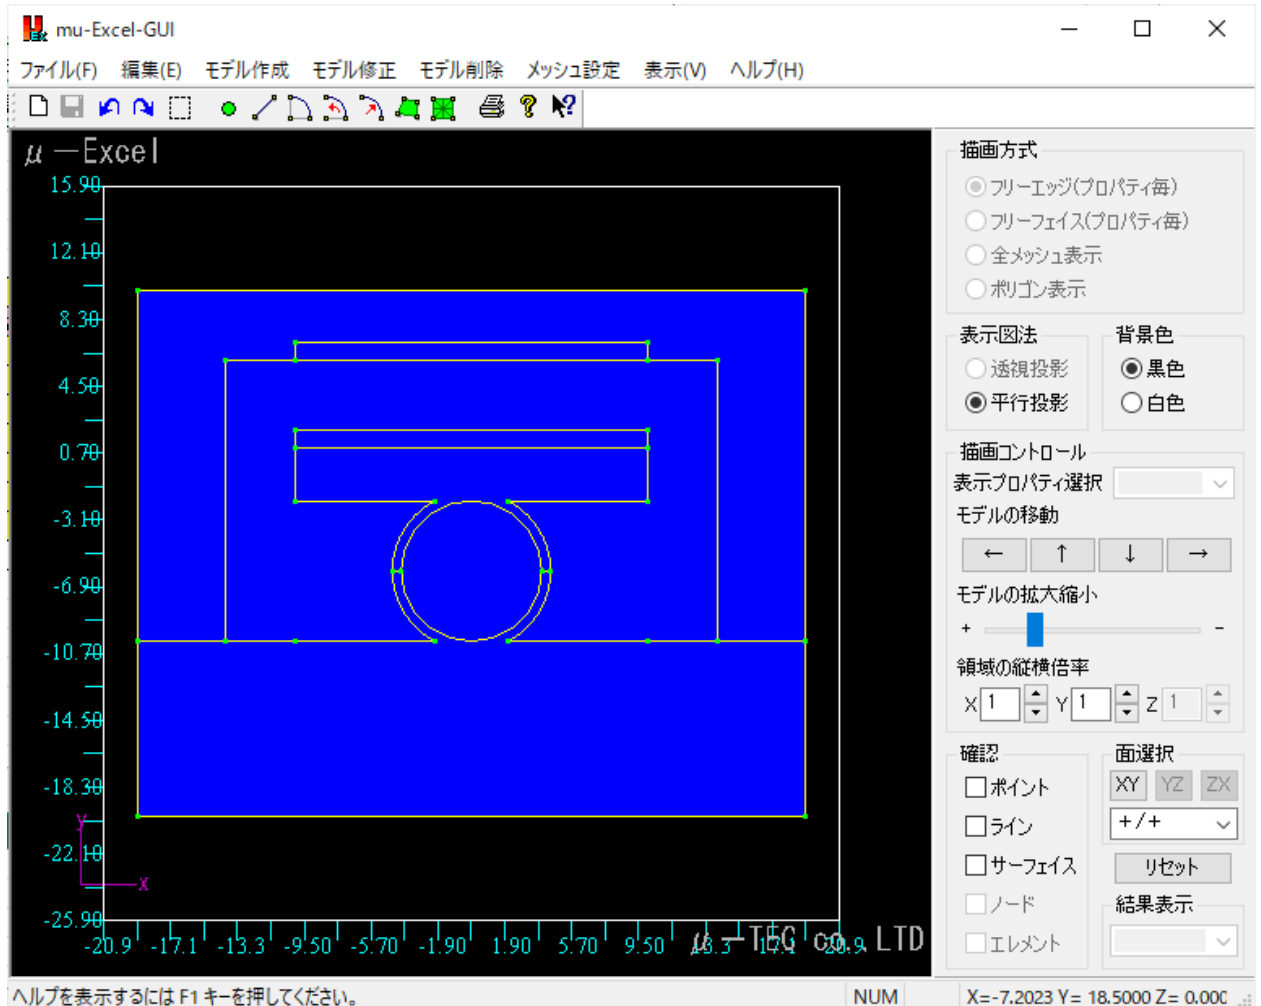 mu-Excel-GUI
ファイル(F) 編集(E) モデル作成 モデル修正 モデル削除 メッシュ設定 表示(V) ヘルプ(H)
μ-Excel
15.90
12.10
8.30
4.50
0.70
-3.10
-6.90
-10.70
-14.50
-18.30
-22.10
-25.90
Y
X
-20.9 -17.1 -13.3 -9.50 -5.70 -1.90 1.90 5.70 9.50
μ-TEC co., LTD
描画方式
フリーエッジ(プロパティ毎)
フリーフェイス(プロパティ毎)
全メッシュ表示
ポリゴン表示
表示図法 背景色
透視投影 黒色
平行投影 白色
描画コントロール
表示プロパティ選択
モデルの移動
← ↑ ↓ →
モデルの拡大縮小
+ -
領域の縦横倍率
X 1 Y 1 Z 1
確認 面選択
ポイント XY YZ ZX
ライン +/+
サーフェイス リセット
ノード 結果表示
エレメント
ヘルプを表示するには F1 キーを押してください。 NUM X=-7.2023 Y= 18.5000 Z= 0.000